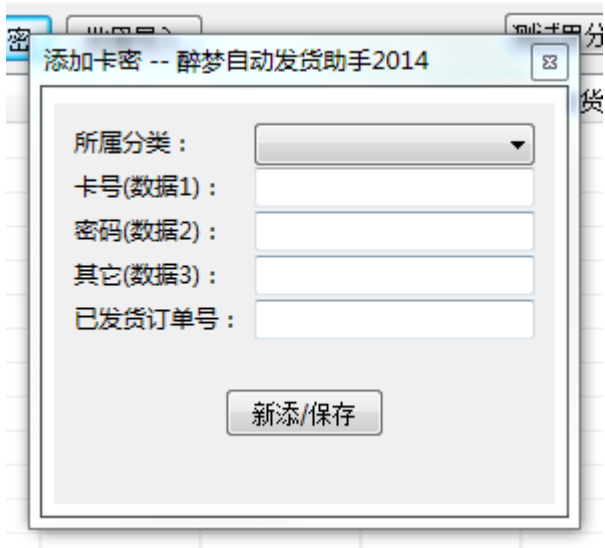 密
添加卡密 -- 醉梦自动发货助手2014
货
所属分类：
卡号(数据1)：
密码(数据2)：
其它(数据3)：
已发货订单号：
新添/保存